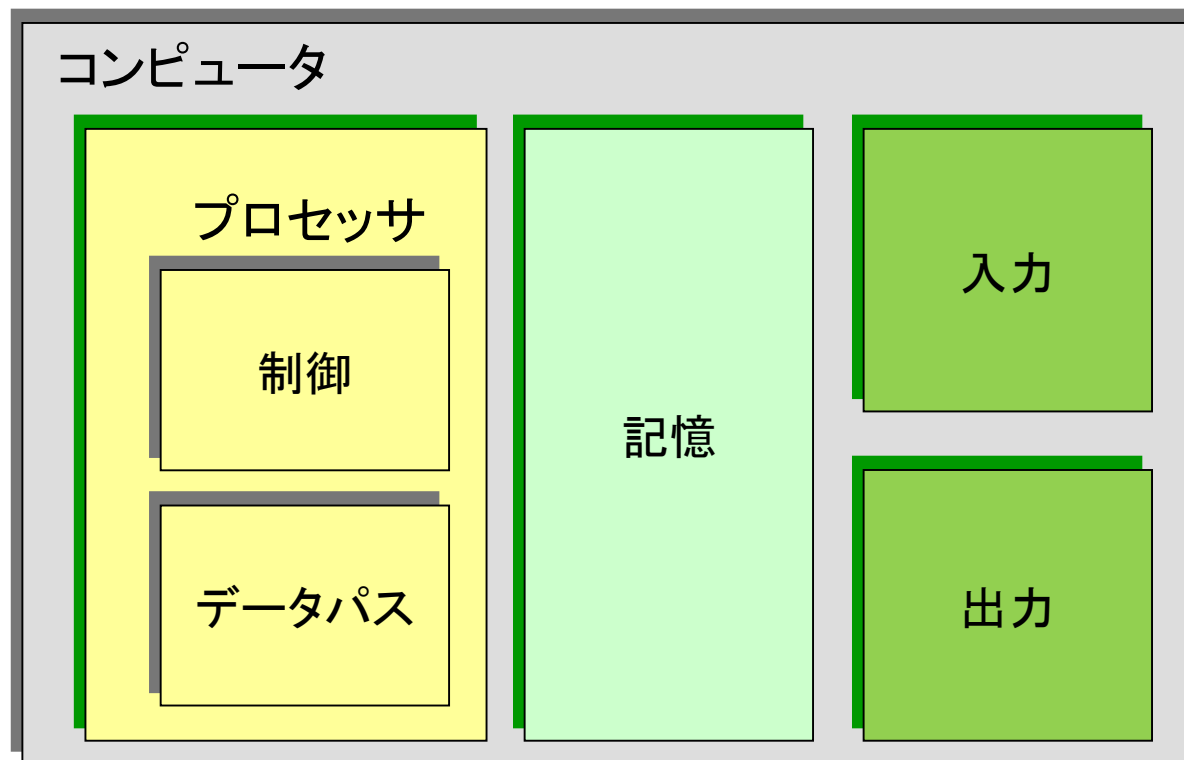 コンピュータ
プロセッサ
制御
データパス
記憶
入力
出力